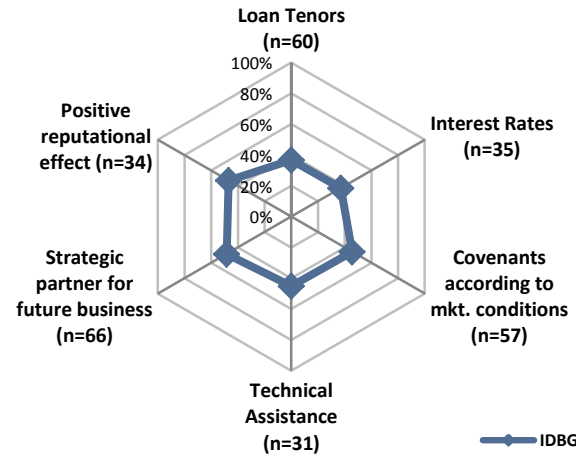 Loan Tenors
(n=60)
100%
80%
60%
40%
20%
0%
Interest Rates
(n=35)
Covenants
according to
mkt. conditions
(n=57)
Technical
Assistance
(n=31)
Strategic
partner for
future business
(n=66)
Positive
reputational
effect (n=34)
IDBG